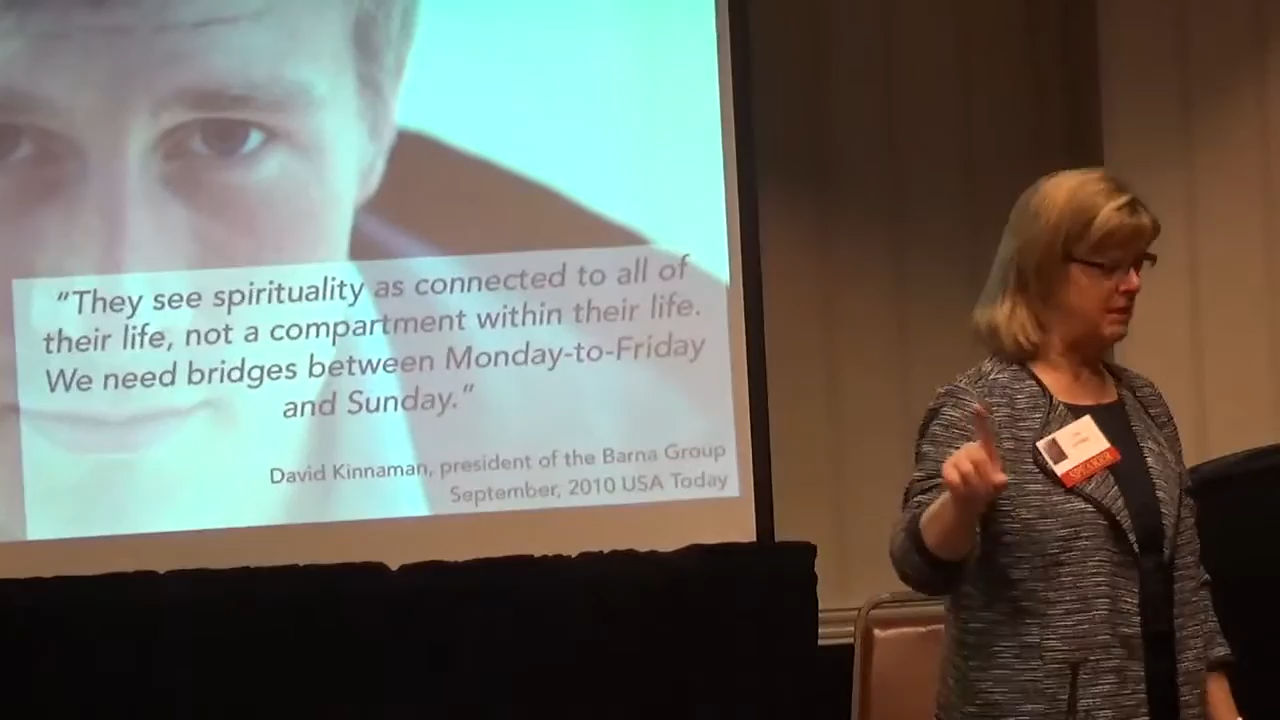 “They see spirituality as connected to all of
their life, not a compartment within their life.
We need bridges between Monday-to-Friday
and Sunday.”
David Kinnaman, president of the Barna Group
September, 2010 USA Today
SPEAKER